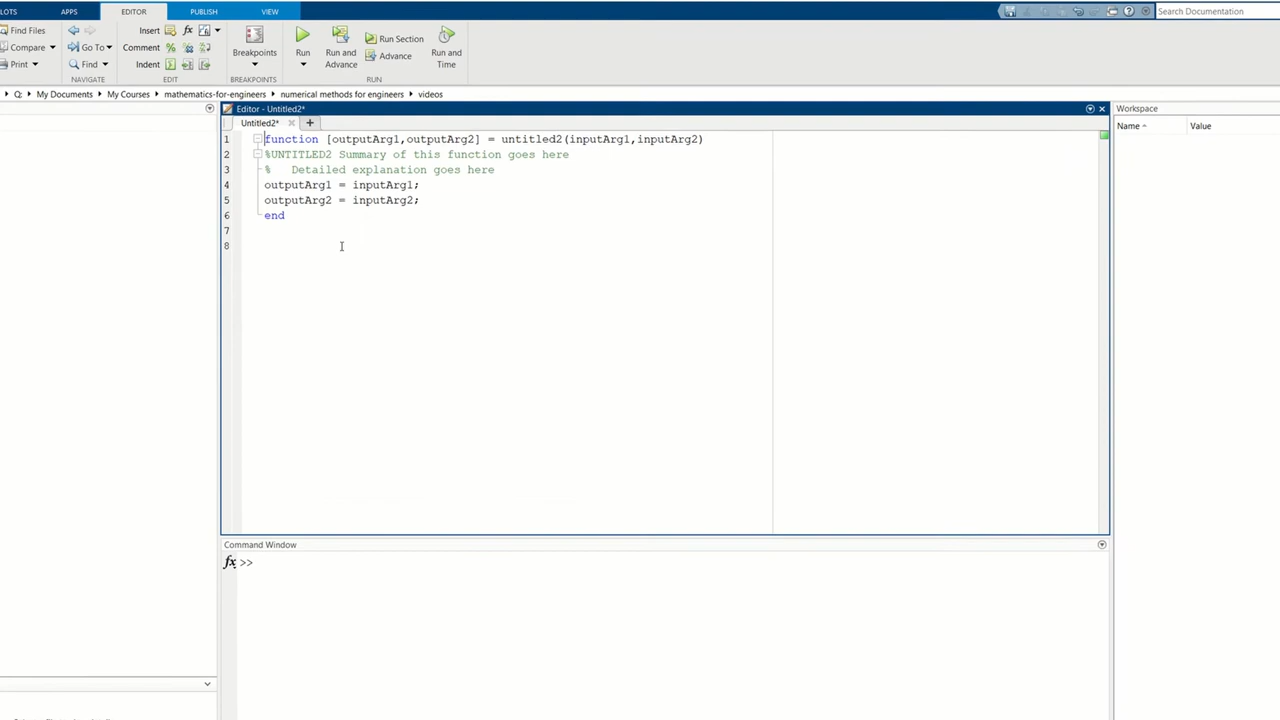 LOTS APPS EDITOR PUBLISH VIEW Search Documentation
Find Files Insert fx Run Section
Compare Go To Comment % Breakpoints Run Run and Advance Advance Run and Time
Print Find Indent
NAVIGATE EDIT BREAKPOINTS RUN
Q: My Documents My Courses mathematics-for-engineers numerical methods for engineers videos
Editor - Untitled2* Workspace
Untitled2* Name Value
1 function [outputArg1,outputArg2] = untitled2(inputArg1,inputArg2)
2 %UNTITLED2 Summary of this function goes here
3 % Detailed explanation goes here
4 outputArg1 = inputArg1;
5 outputArg2 = inputArg2;
6 end
7
8
Command Window
fx >>